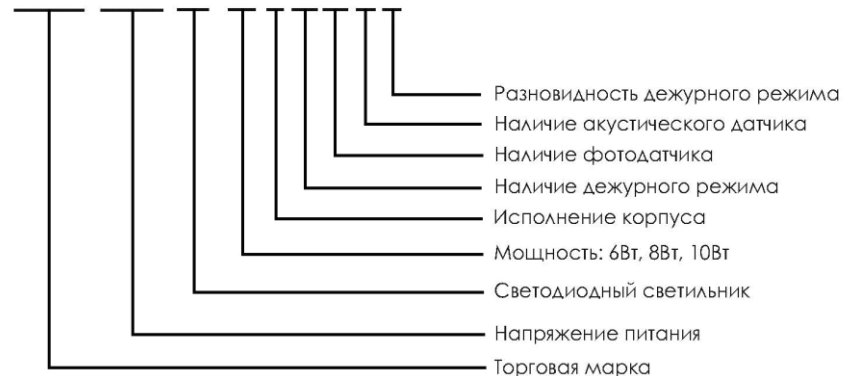 Разновидность дежурного режима
Наличие акустического датчика
Наличие фотодатчика
Наличие дежурного режима
Исполнение корпуса
Мощность: 6Вт, 8Вт, 10Вт
Светодиодный светильник
Напряжение питания
Торговая марка